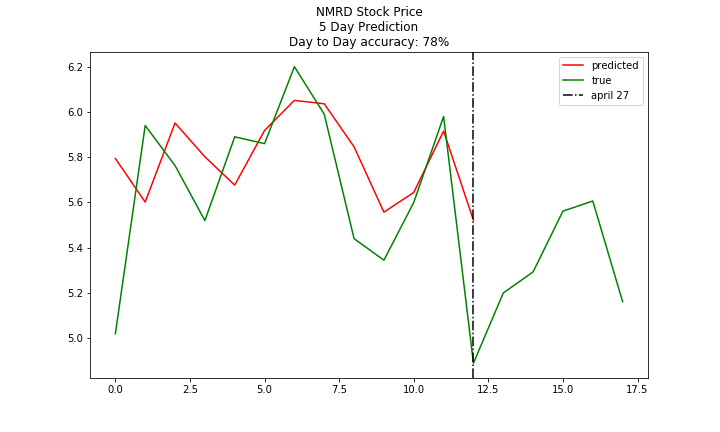 NMRD Stock Price
5 Day Prediction
Day to Day accuracy: 78%
predicted
true
april 27
6.2
6.0
5.8
5.6
5.4
5.2
5.0
0.0 2.5 5.0 7.5 10.0 12.5 15.0 17.5